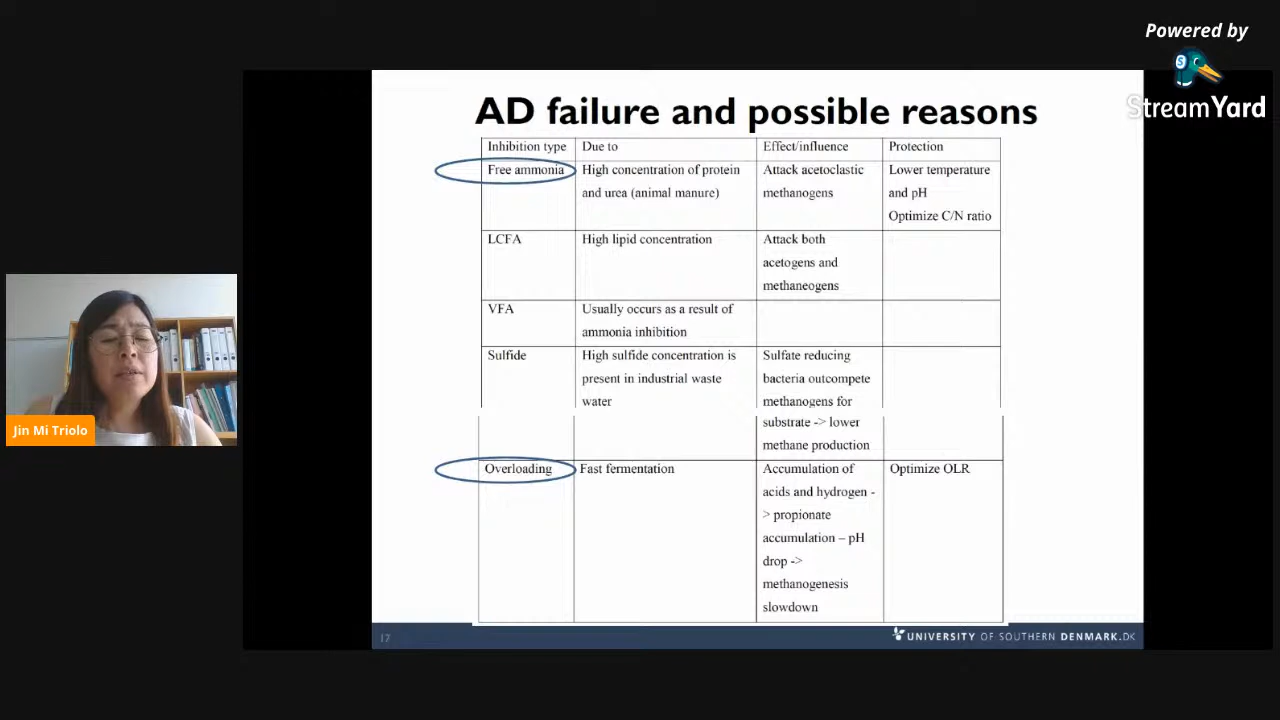 Powered by
StreamYard
AD failure and possible reasons
Inhibition type Due to Effect/influence Protection
Free ammonia High concentration of protein Attack acetoclastic Lower temperature
and urea (animal manure) methanogens and pH
Optimize C/N ratio
LCFA High lipid concentration Attack both
acetogens and
methaneogens
VFA Usually occurs as a result of
ammonia inhibition
Sulfide High sulfide concentration is Sulfate reducing
present in industrial waste bacteria outcompete
water methanogens for
substrate -> lower
methane production
Overloading Fast fermentation Accumulation of Optimize OLR
acids and hydrogen -
> propionate
accumulation – pH
drop ->
methanogenesis
slowdown
Jin Mi Triolo
17
UNIVERSITY OF SOUTHERN DENMARK.DK